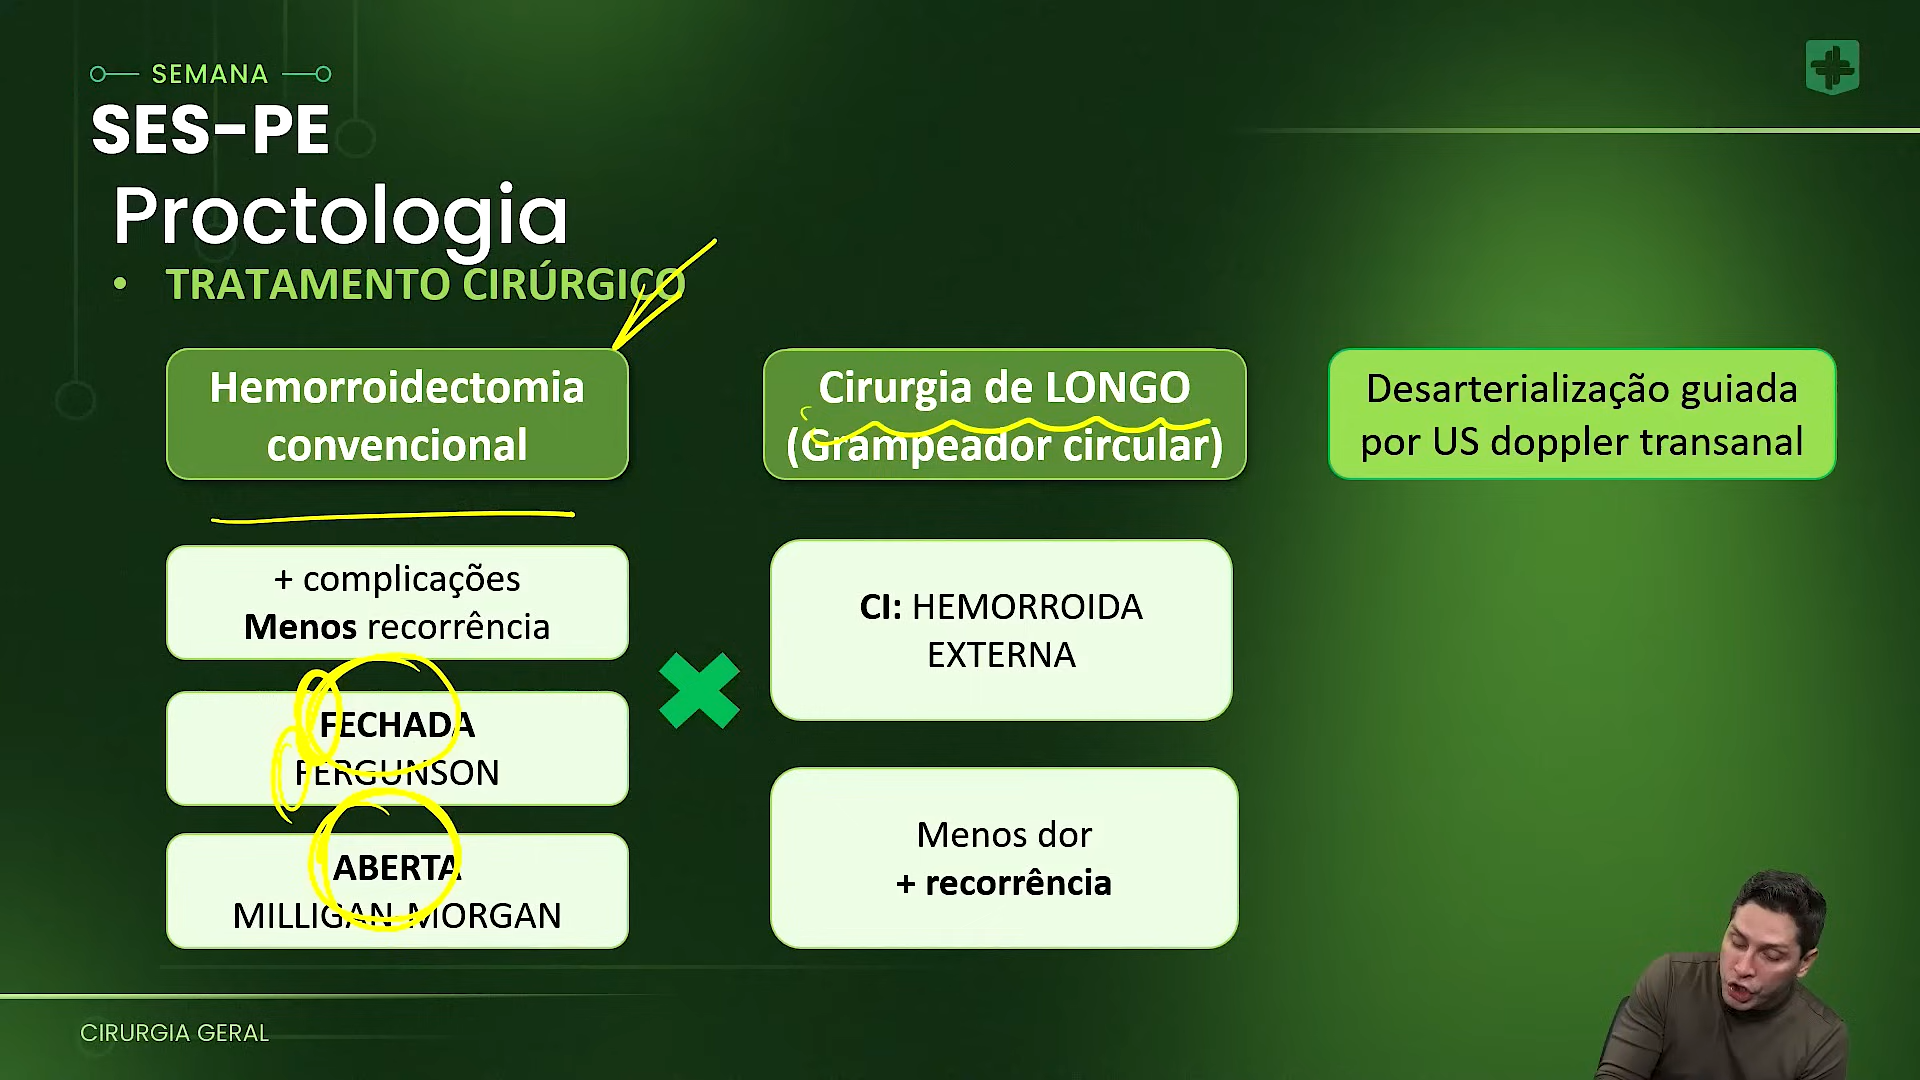 SEMANA
SES-PE
Proctologia
• TRATAMENTO CIRÚRGICO
Hemorroidectomia
convencional
+ complicações
Menos recorrência
FECHADA
FERGUNSON
ABERTA
MILLIGAN-MORGAN
Cirurgia de LONGO
(Grampeador circular)
CI: HEMORROIDA
EXTERNA
Menos dor
+ recorrência
Desarterialização guiada
por US doppler transanal
CIRURGIA GERAL